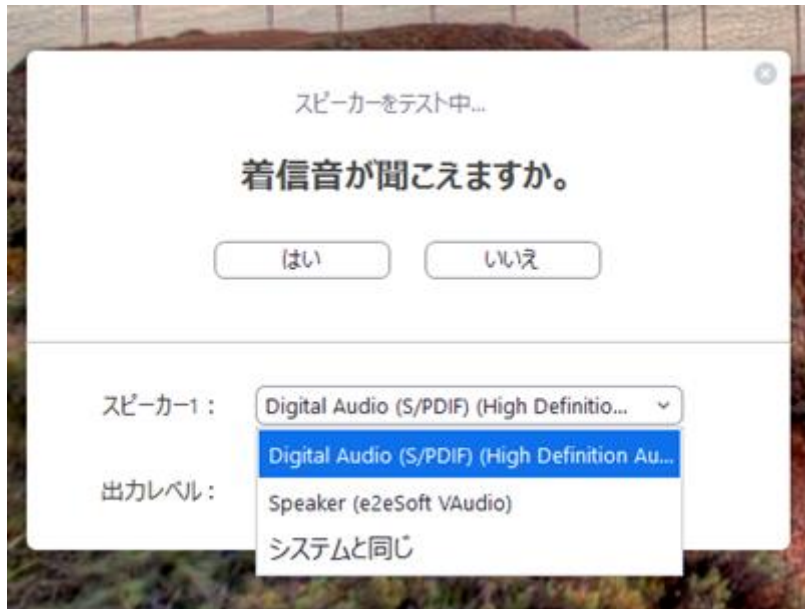 スピーカーをテスト中...
着信音が聞こえますか。
はい
いいえ
スピーカー1：
Digital Audio (S/PDIF) (High Definitio...
Digital Audio (S/PDIF) (High Definition Au...
出力レベル：
Speaker (e2eSoft VAudio)
システムと同じ